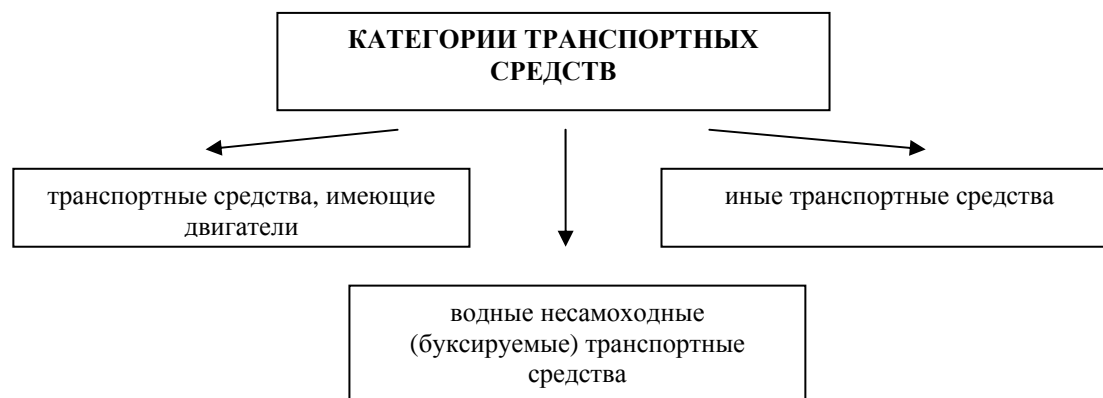 КАТЕГОРИИ ТРАНСПОРТНЫХ
СРЕДСТВ
транспортные средства, имеющие
двигатели
иные транспортные средства
водные несамоходные
(буксируемые) транспортные
средства